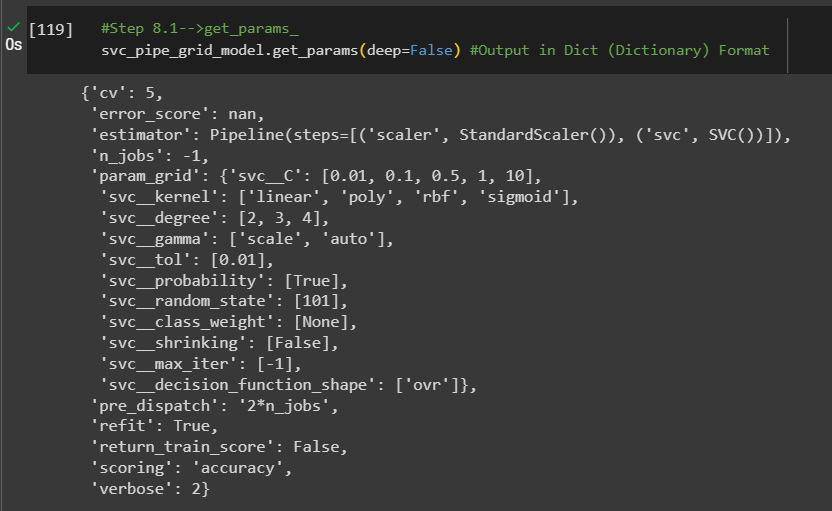 [119] #Step 8.1-->get_params_
0s svc_pipe_grid_model.get_params(deep=False) #Output in Dict (Dictionary) Format
{'cv': 5,
'error_score': nan,
'estimator': Pipeline(steps=[('scaler', StandardScaler()), ('svc', SVC())]),
'n_jobs': -1,
'param_grid': {'svc__C': [0.01, 0.1, 0.5, 1, 10],
'svc__kernel': ['linear', 'poly', 'rbf', 'sigmoid'],
'svc__degree': [2, 3, 4],
'svc__gamma': ['scale', 'auto'],
'svc__tol': [0.01],
'svc__probability': [True],
'svc__random_state': [101],
'svc__class_weight': [None],
'svc__shrinking': [False],
'svc__max_iter': [-1],
'svc__decision_function_shape': ['ovr']},
'pre_dispatch': '2*n_jobs',
'refit': True,
'return_train_score': False,
'scoring': 'accuracy',
'verbose': 2}